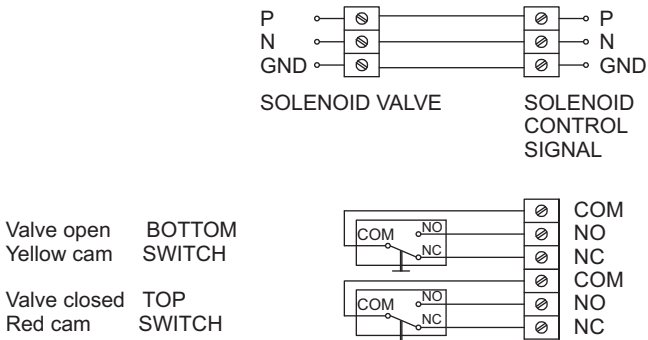 P P
N N
GND GND
SOLENOID VALVE SOLENOID
CONTROL
SIGNAL
COM
Valve open BOTTOM COM NO NO
Yellow cam SWITCH NC NC
COM
Valve closed TOP COM NO NO
Red cam SWITCH NC NC